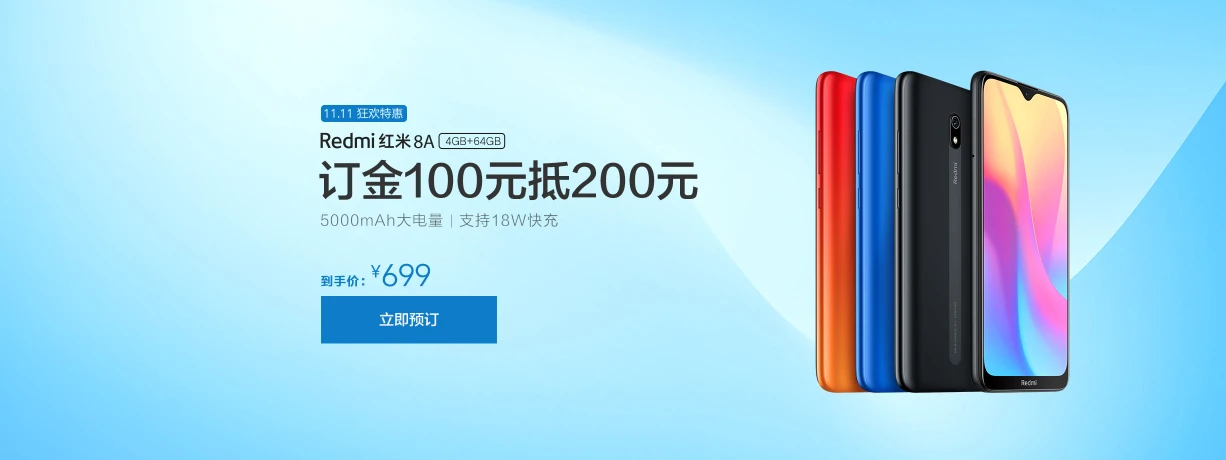 11.11 狂欢特惠
Redmi 红米 8A 4GB+64GB
订金100元抵200元
5000mAh大电量 | 支持18W快充
到手价：¥699
立即预订
Redmi
Redmi